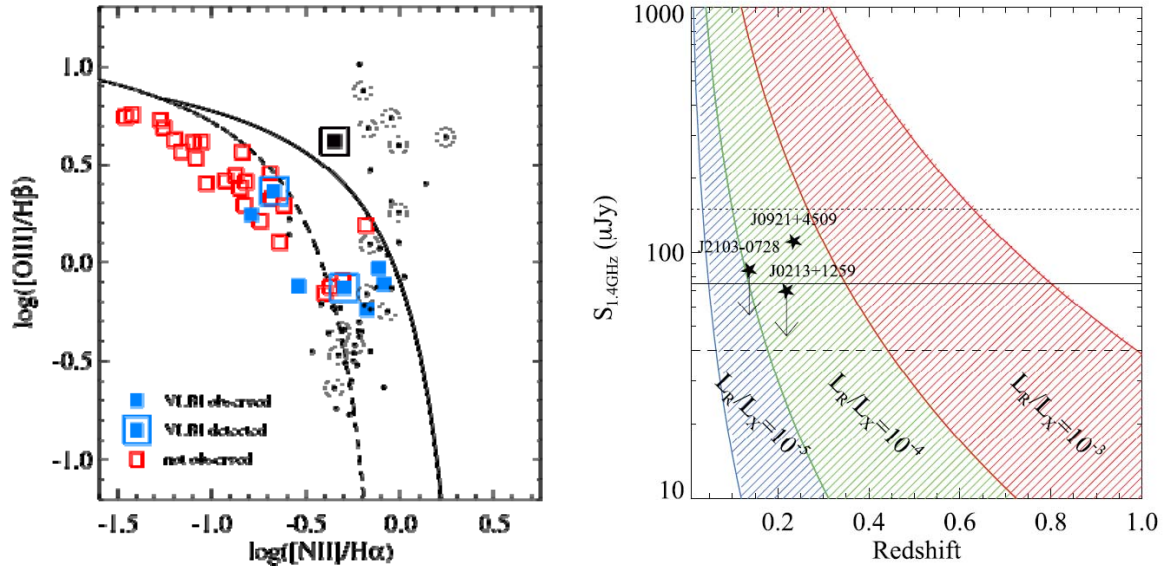 1.0
0.5
0.0
-0.5
-1.0
-1.5
-1.0
-0.5
0.0
0.5
log([OIII]/Hβ)
log([NII]/Hα)
VLBI observed
VLBI detected
not observed
1000
100
10
S1.4GHz (μJy)
J0921+4509
J2103-0728
J0213+1259
LR/LX=10-5
LR/LX=10-4
LR/LX=10-3
0.2
0.4
0.6
0.8
1.0
Redshift